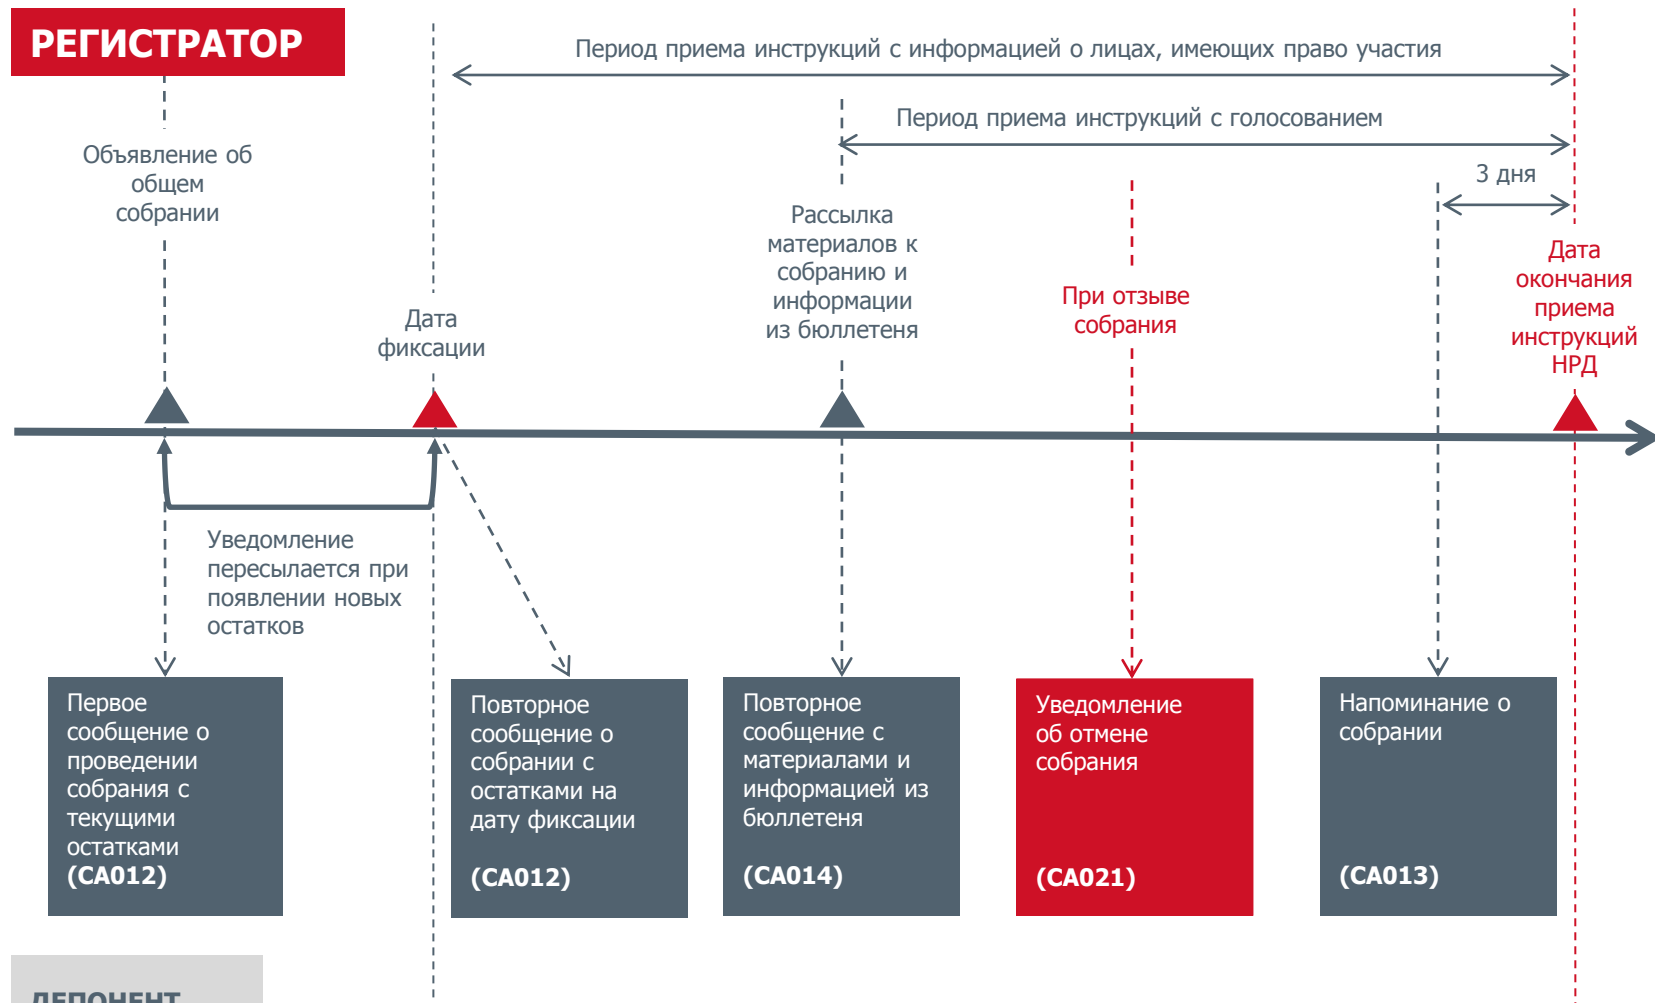 РЕГИСТРАТОР
Период приема инструкций с информацией о лицах, имеющих право участия
Период приема инструкций с голосованием
3 дня
Объявление об
общем
собрании
Дата
фиксации
Рассылка
материалов к
собранию и
информации
из бюллетеня
При отзыве
собрания
Дата
окончания
приема
инструкций
НРД
Уведомление
пересылается при
появлении новых
остатков
Первое
сообщение о
проведении
собрания с
текущими
остатками
(CA012)
Повторное
сообщение о
собрании с
остатками на
дату фиксации
(CA012)
Повторное
сообщение с
материалами и
информацией из
бюллетеня
(CA014)
Уведомление
об отмене
собрания
(CA021)
Напоминание о
собрании
(CA013)
ДЕПОНЕНТ